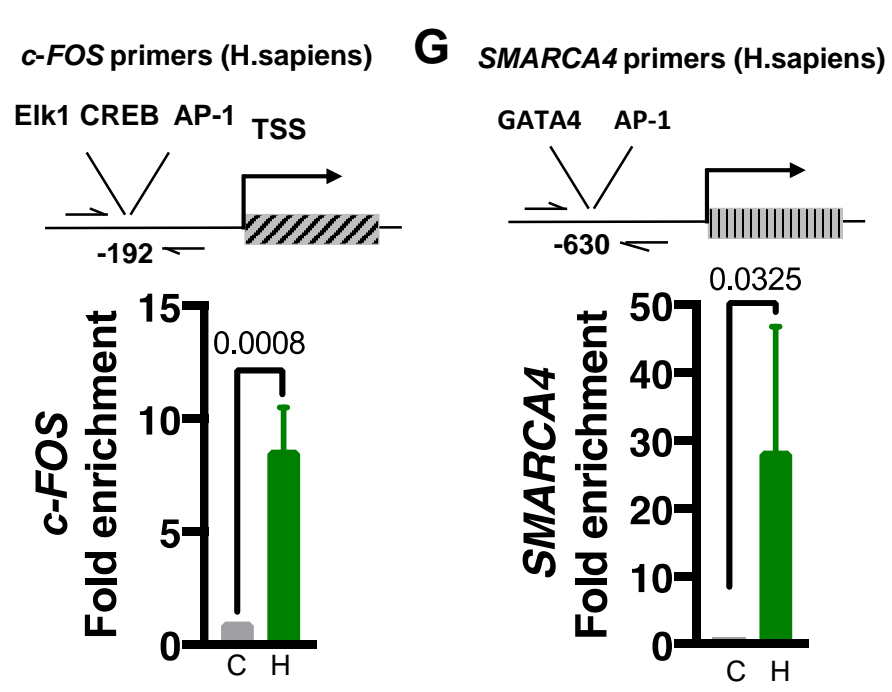 c-FOS primers (H.sapiens)
Elk1 CREB AP-1 TSS
-192
c-FOS
Fold enrichment
15
10
5
0
0.0008
C H
G
SMARCA4 primers (H.sapiens)
GATA4 AP-1
-630
SMARCA4
Fold enrichment
50
40
30
20
10
0
0.0325
C H